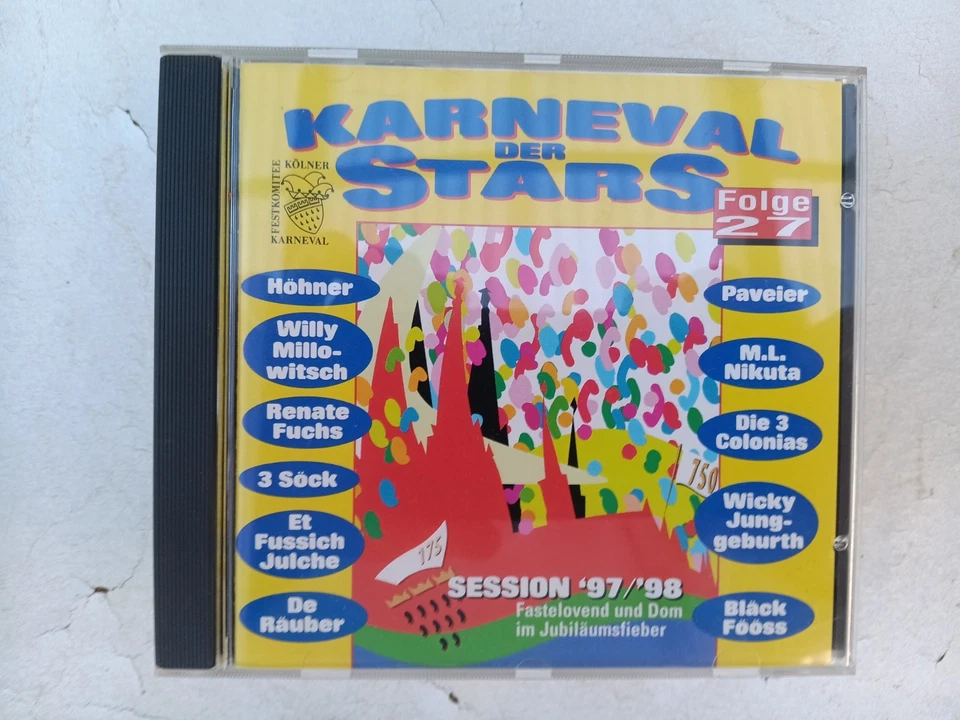 KARNEVAL
DER
STARS
Folge
27
FESTKOMITEE
KÖLNER
KARNEVAL
Höhner
Willy
Millo-
witsch
Renate
Fuchs
3 Söck
Et
Fussich
Julche
De
Räuber
Paveier
M.L.
Nikuta
Die 3
Colonias
Wicky
Jung-
geburth
Bläck
Fööss
150
175
SESSION '97/'98
Fastelovend und Dom
im Jubiläumsfieber